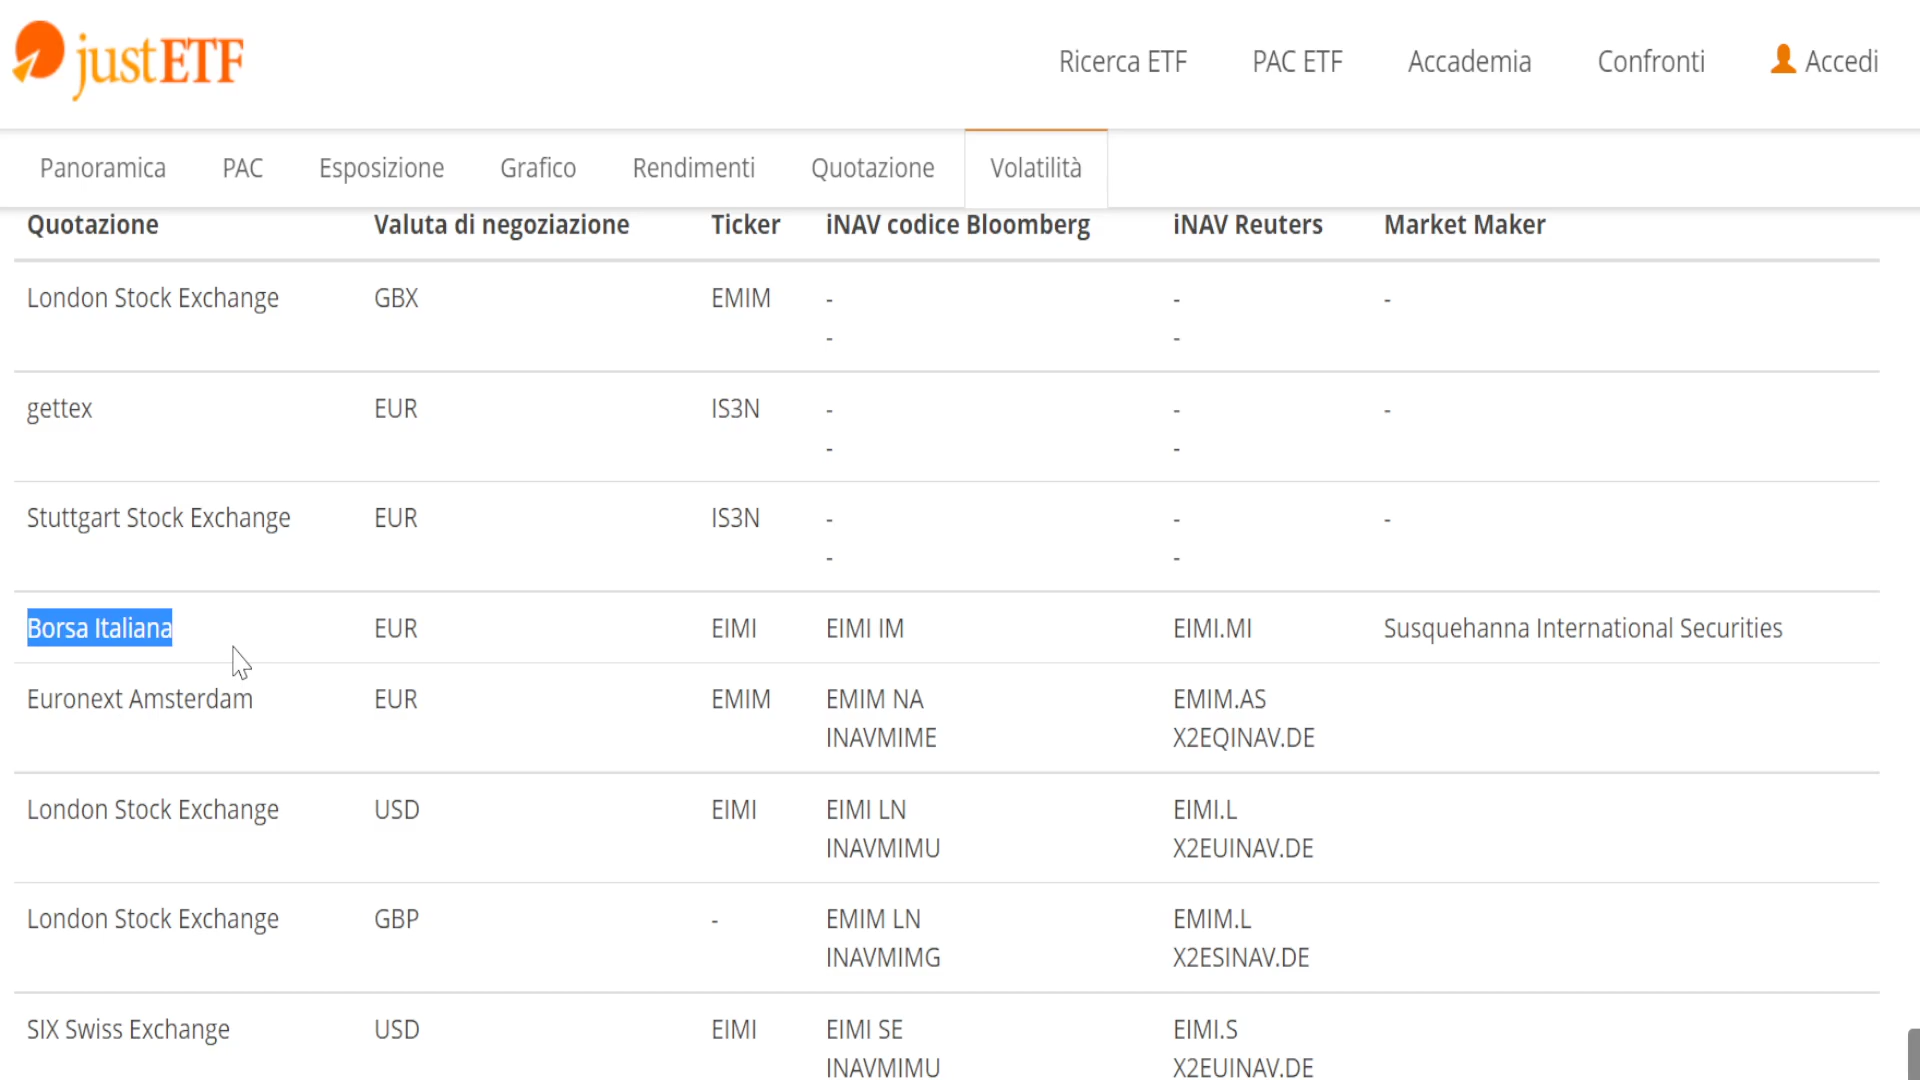 justETF
Ricerca ETF PAC ETF Accademia Confronti Accedi
Panoramica PAC Esposizione Grafico Rendimenti Quotazione Volatilità
Quotazione Valuta di negoziazione Ticker iNAV codice Bloomberg iNAV Reuters Market Maker
London Stock Exchange GBX EMIM - - -
- -
gettex EUR IS3N - - -
- -
Stuttgart Stock Exchange EUR IS3N - - -
- -
Borsa Italiana EUR EIMI EIMI IM EIMI.MI Susquehanna International Securities
Euronext Amsterdam EUR EMIM EMIM NA EMIM.AS
INAVMIME X2EQINAV.DE
London Stock Exchange USD EIMI EIMI LN EIMI.L
INAVMIMU X2EUINAV.DE
London Stock Exchange GBP - EMIM LN EMIM.L
INAVMIMG X2ESINAV.DE
SIX Swiss Exchange USD EIMI EIMI SE EIMI.S
INAVMIMU X2EUINAV.DE